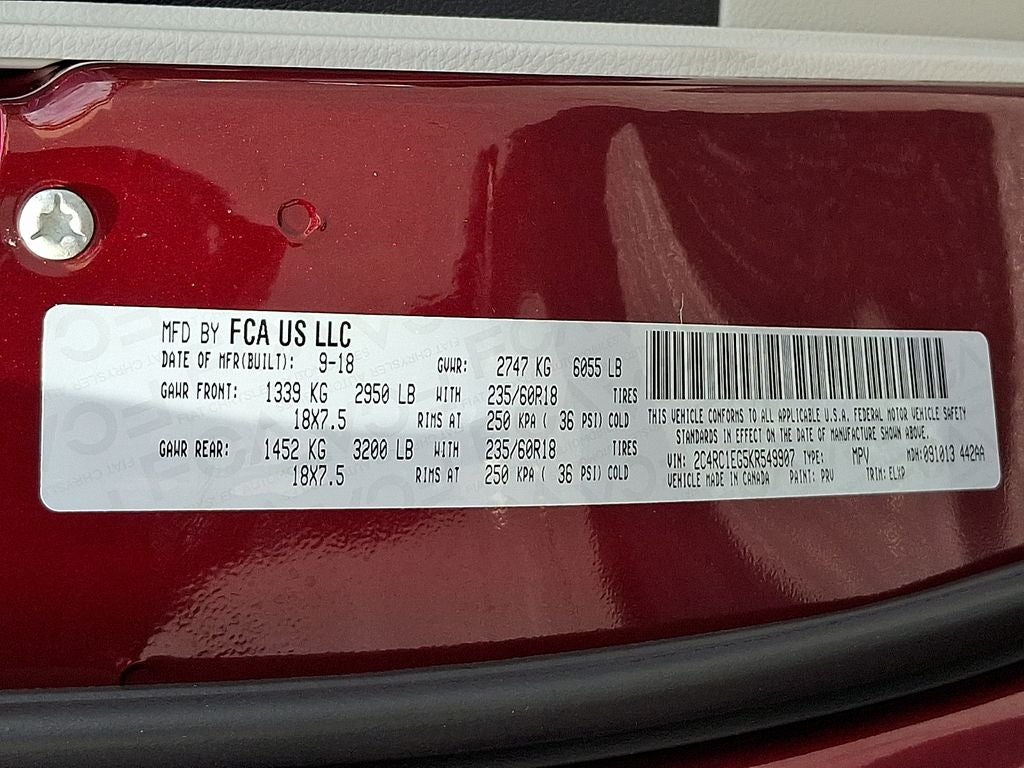 MFD BY FCA US LLC
DATE OF MFR(BUILT): 9-18 GVWR: 2747 KG 6055 LB
GAWR FRONT: 1339 KG 2950 LB WITH 235/60R18 TIRES
18X7.5 RIMS AT 250 KPA ( 36 PSI) COLD
GAWR REAR: 1452 KG 3200 LB WITH 235/60R18 TIRES
18X7.5 RIMS AT 250 KPA ( 36 PSI) COLD
THIS VEHICLE CONFORMS TO ALL APPLICABLE U.S.A. FEDERAL MOTOR VEHICLE SAFETY
STANDARDS IN EFFECT ON THE DATE OF MANUFACTURE SHOWN ABOVE.
VIN: 2C4RC1EG5KR549907 TYPE: MPV MDH: 091013 442AA
VEHICLE MADE IN CANADA PAINT: PRV TRIM: ELXP